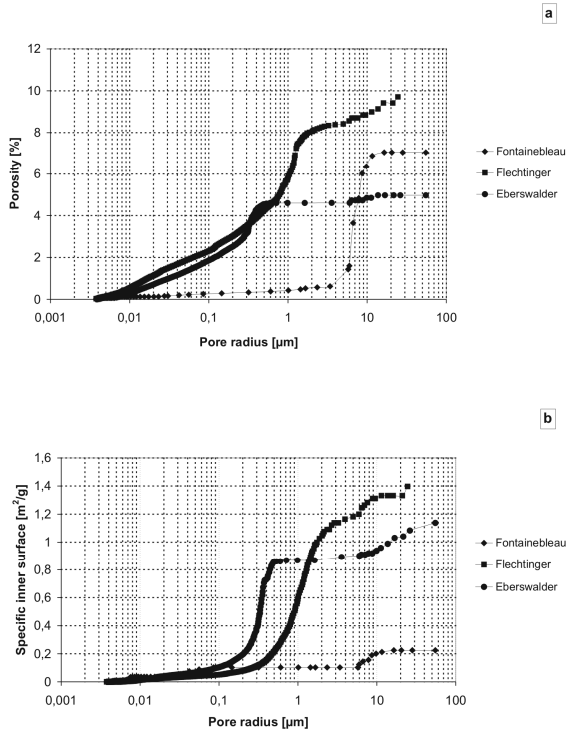 a
12
10
8
6
4
2
0
Porosity [%]
0,001
0,01
0,1
1
10
100
Pore radius [µm]
Fontainebleau
Flechtinger
Eberswalder
b
1,6
1,4
1,2
1
0,8
0,6
0,4
0,2
0
Specific inner surface [m²/g]
0,001
0,01
0,1
1
10
100
Pore radius [µm]
Fontainebleau
Flechtinger
Eberswalder